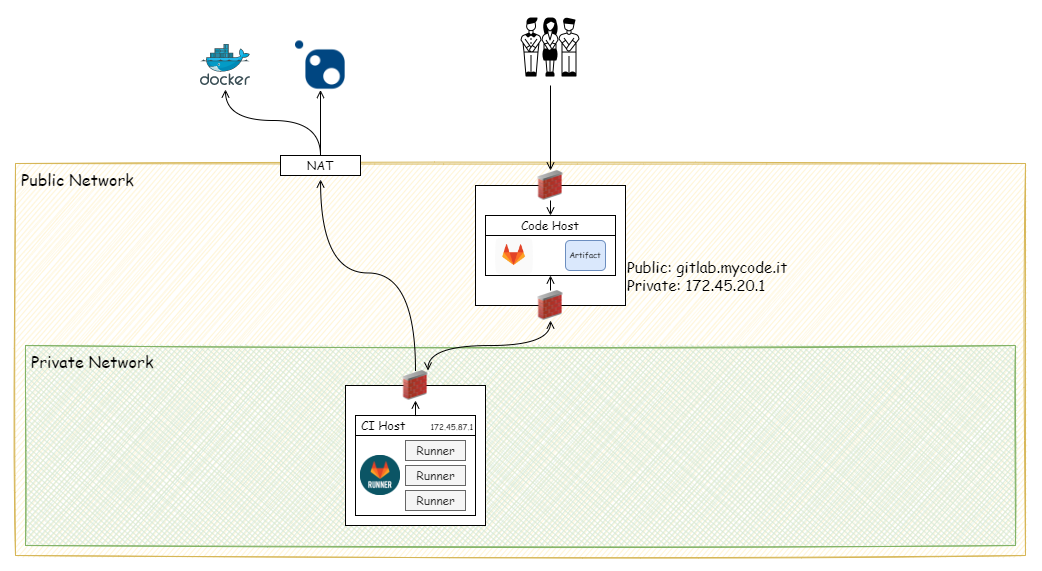 docker
NAT
Public Network
Code Host
Artifact
Public: gitlab.mycode.it
Private: 172.45.20.1
Private Network
CI Host 172.45.87.1
Runner
RUNNER
Runner
Runner